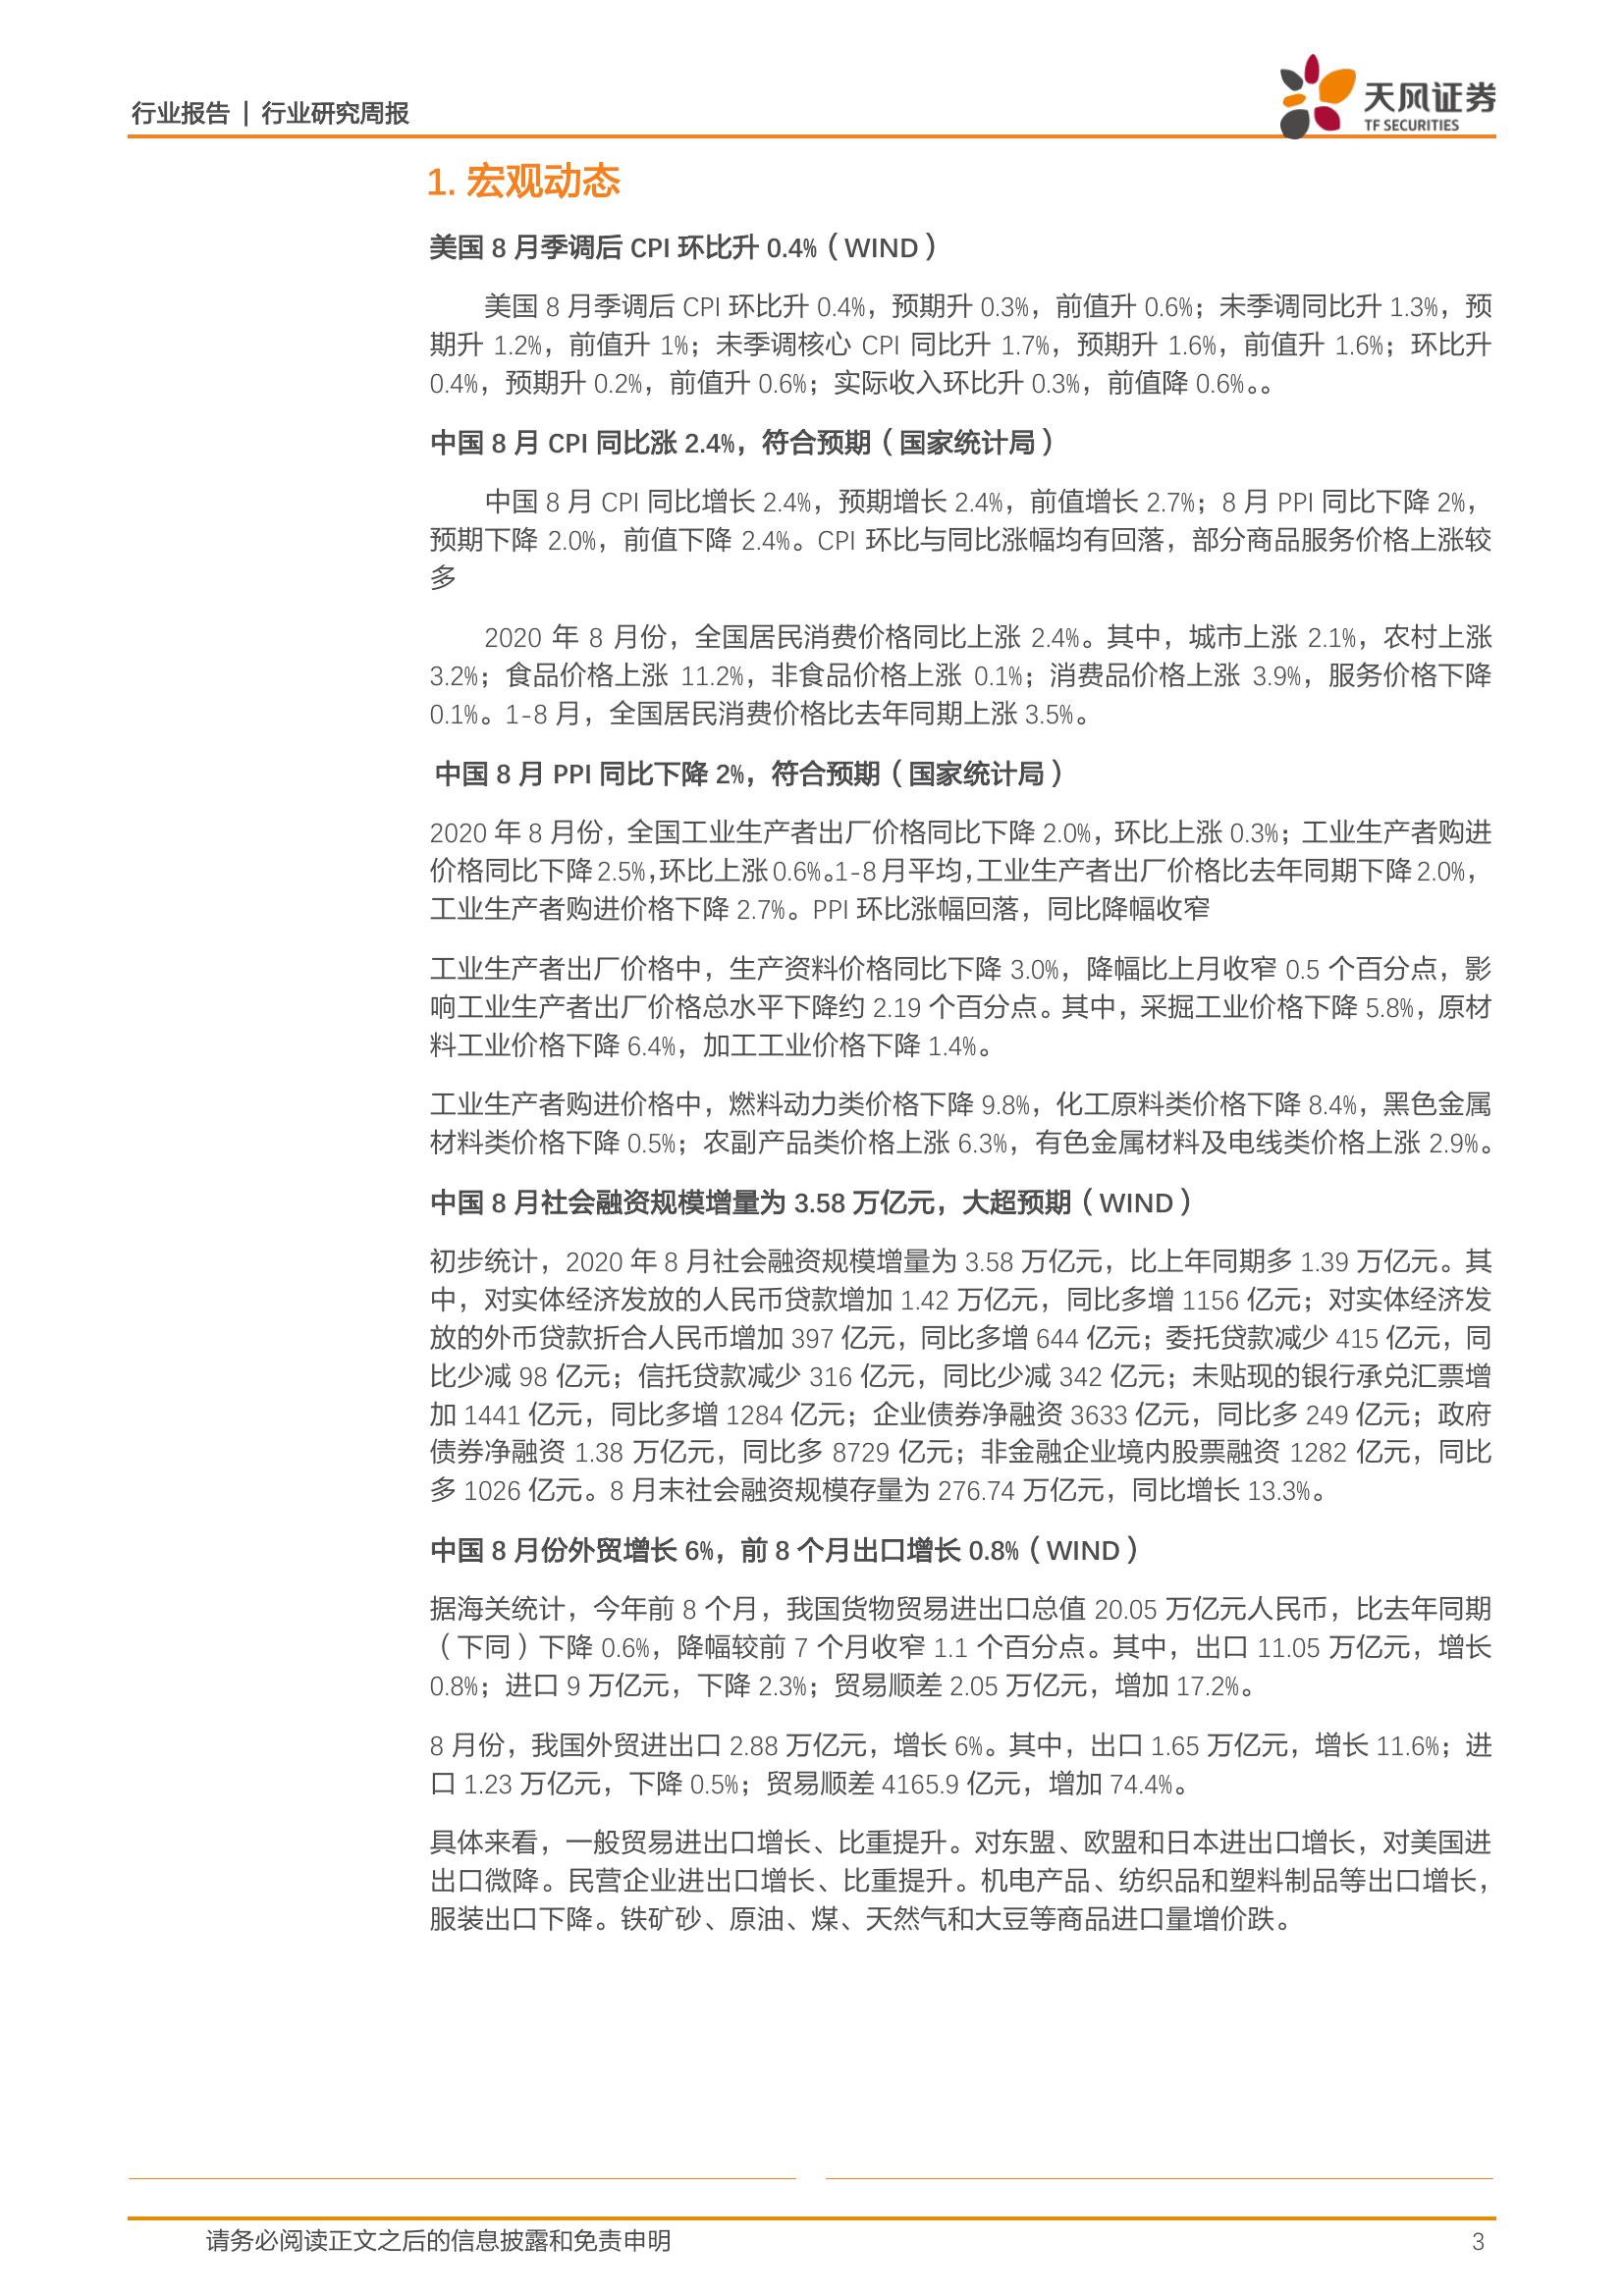 行业报告 | 行业研究周报
天风证券
TF SECURITIES
1. 宏观动态
美国 8 月季调后 CPI 环比升 0.4%（WIND）
美国 8 月季调后 CPI 环比升 0.4%，预期升 0.3%，前值升 0.6%；未季调同比升 1.3%，预
期升 1.2%，前值升 1%；未季调核心 CPI 同比升 1.7%，预期升 1.6%，前值升 1.6%；环比升
0.4%，预期升 0.2%，前值升 0.6%；实际收入环比升 0.3%，前值降 0.6%。。
中国 8 月 CPI 同比涨 2.4%，符合预期（国家统计局）
中国 8 月 CPI 同比增长 2.4%，预期增长 2.4%，前值增长 2.7%；8 月 PPI 同比下降 2%，
预期下降 2.0%，前值下降 2.4%。CPI 环比与同比涨幅均有回落，部分商品服务价格上涨较
多
2020 年 8 月份，全国居民消费价格同比上涨 2.4%。其中，城市上涨 2.1%，农村上涨
3.2%；食品价格上涨 11.2%，非食品价格上涨 0.1%；消费品价格上涨 3.9%，服务价格下降
0.1%。1-8 月，全国居民消费价格比去年同期上涨 3.5%。
中国 8 月 PPI 同比下降 2%，符合预期（国家统计局）
2020 年 8 月份，全国工业生产者出厂价格同比下降 2.0%，环比上涨 0.3%；工业生产者购进
价格同比下降 2.5%，环比上涨 0.6%。1-8 月平均，工业生产者出厂价格比去年同期下降 2.0%，
工业生产者购进价格下降 2.7%。PPI 环比涨幅回落，同比降幅收窄
工业生产者出厂价格中，生产资料价格同比下降 3.0%，降幅比上月收窄 0.5 个百分点，影
响工业生产者出厂价格总水平下降约 2.19 个百分点。其中，采掘工业价格下降 5.8%，原材
料工业价格下降 6.4%，加工工业价格下降 1.4%。
工业生产者购进价格中，燃料动力类价格下降 9.8%，化工原料类价格下降 8.4%，黑色金属
材料类价格下降 0.5%；农副产品类价格上涨 6.3%，有色金属材料及电线类价格上涨 2.9%。
中国 8 月社会融资规模增量为 3.58 万亿元，大超预期（WIND）
初步统计，2020 年 8 月社会融资规模增量为 3.58 万亿元，比上年同期多 1.39 万亿元。其
中，对实体经济发放的人民币贷款增加 1.42 万亿元，同比多增 1156 亿元；对实体经济发
放的外币贷款折合人民币增加 397 亿元，同比多增 644 亿元；委托贷款减少 415 亿元，同
比少减 98 亿元；信托贷款减少 316 亿元，同比少减 342 亿元；未贴现的银行承兑汇票增
加 1441 亿元，同比多增 1284 亿元；企业债券净融资 3633 亿元，同比多 249 亿元；政府
债券净融资 1.38 万亿元，同比多 8729 亿元；非金融企业境内股票融资 1282 亿元，同比
多 1026 亿元。8 月末社会融资规模存量为 276.74 万亿元，同比增长 13.3%。
中国 8 月份外贸增长 6%，前 8 个月出口增长 0.8%（WIND）
据海关统计，今年前 8 个月，我国货物贸易进出口总值 20.05 万亿元人民币，比去年同期
（下同）下降 0.6%，降幅较前 7 个月收窄 1.1 个百分点。其中，出口 11.05 万亿元，增长
0.8%；进口 9 万亿元，下降 2.3%；贸易顺差 2.05 万亿元，增加 17.2%。
8 月份，我国外贸进出口 2.88 万亿元，增长 6%。其中，出口 1.65 万亿元，增长 11.6%；进
口 1.23 万亿元，下降 0.5%；贸易顺差 4165.9 亿元，增加 74.4%。
具体来看，一般贸易进出口增长、比重提升。对东盟、欧盟和日本进出口增长，对美国进
出口微降。民营企业进出口增长、比重提升。机电产品、纺织品和塑料制品等出口增长，
服装出口下降。铁矿砂、原油、煤、天然气和大豆等商品进口量增价跌。
请务必阅读正文之后的信息披露和免责申明
3